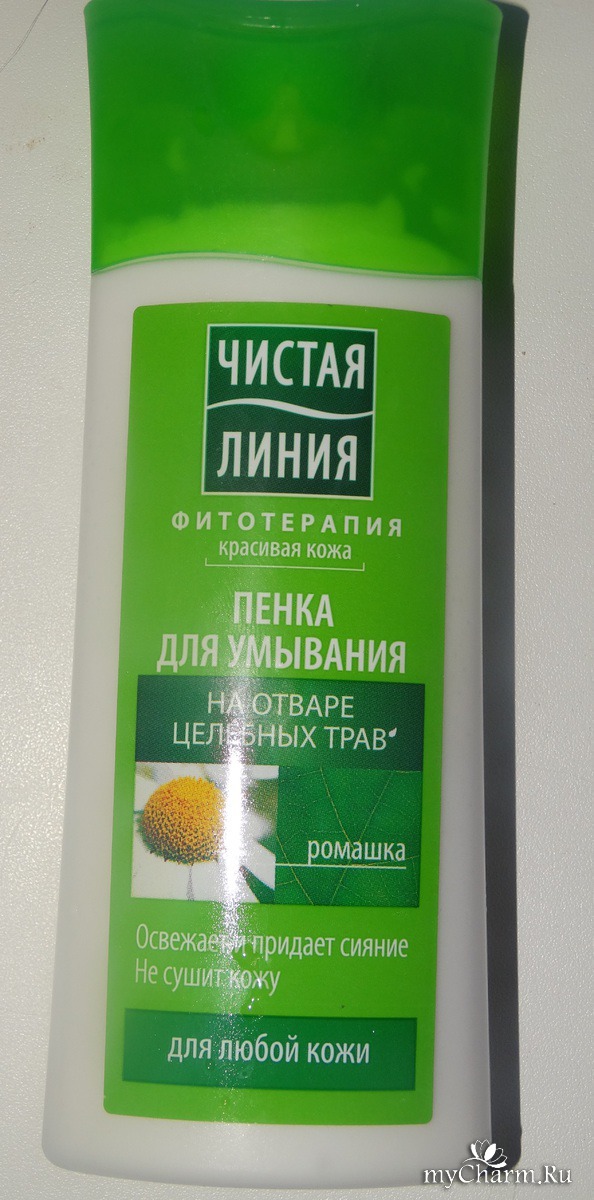 ЧИСТАЯ
ЛИНИЯ
ФИТОТЕРАПИЯ
красивая кожа
ПЕНКА
ДЛЯ УМЫВАНИЯ
НА ОТВАРЕ
ЦЕЛЕБНЫХ ТРАВ
ромашка
Освежает и придает сияние
Не сушит кожу
для любой кожи
myCharm.Ru